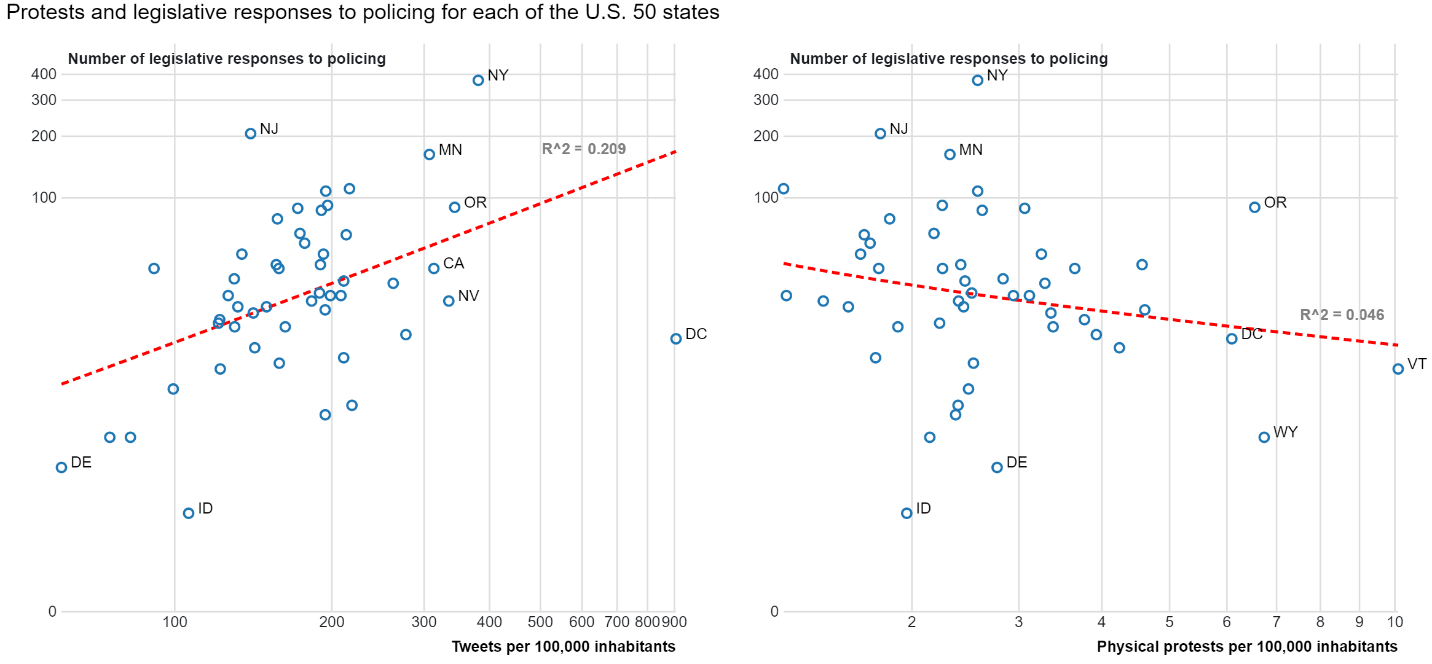 Protests and legislative responses to policing for each of the U.S. 50 states
Number of legislative responses to policing
400
300
200
100
0
NY
NJ
MN
R^2 = 0.209
OR
CA
NV
DC
DE
ID
100 200 300 400 500 600 700 800 900
Tweets per 100,000 inhabitants
Number of legislative responses to policing
400
300
200
100
0
NY
NJ
MN
OR
R^2 = 0.046
DC
VT
WY
DE
ID
2 3 4 5 6 7 8 9 10
Physical protests per 100,000 inhabitants